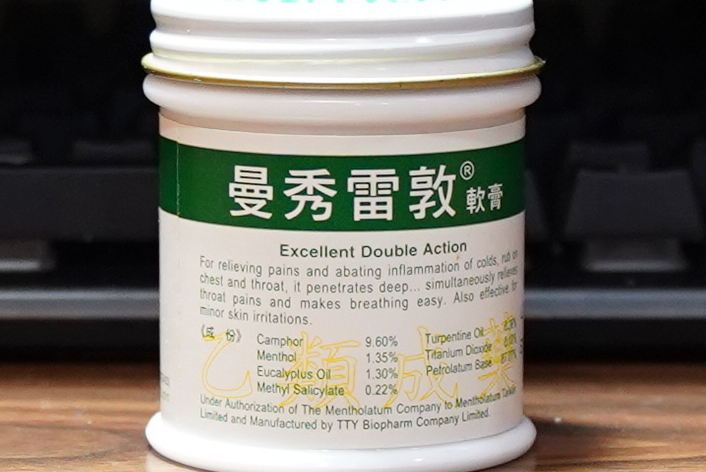 曼秀雷敦® 軟膏
Excellent Double Action
For relieving pains and abating inflammation of colds, rub on
chest and throat, it penetrates deep... simultaneously relieves
throat pains and makes breathing easy. Also effective for
minor skin irritations.
《成 份》 Camphor 9.60% Turpentine Oil
Menthol 1.35% Titanium Dioxide
Eucalyptus Oil 1.30% Petrolatum Base
Methyl Salicylate 0.22%
乙類成藥
Under Authorization of The Mentholatum Company to Mentholatum Taiwan
Limited and Manufactured by TTY Biopharm Company Limited.